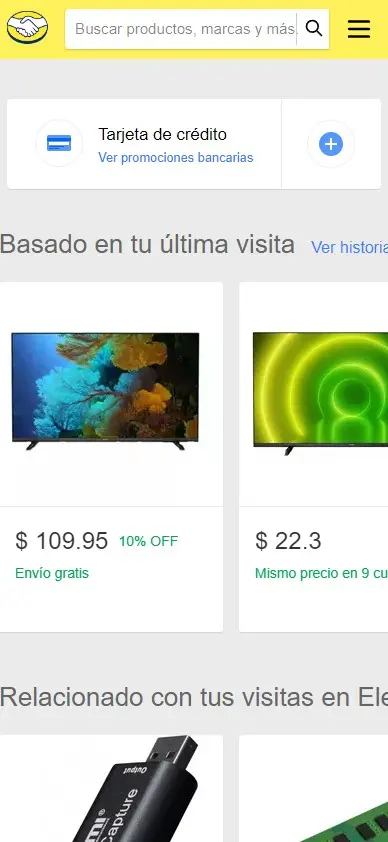 Buscar productos, marcas y más.
Tarjeta de crédito
Ver promociones bancarias
Basado en tu última visita Ver historia
$ 109.95 10% OFF
Envío gratis
$ 22.3
Mismo precio en 9 cu
Relacionado con tus visitas en Ele
Output
mi
Capture